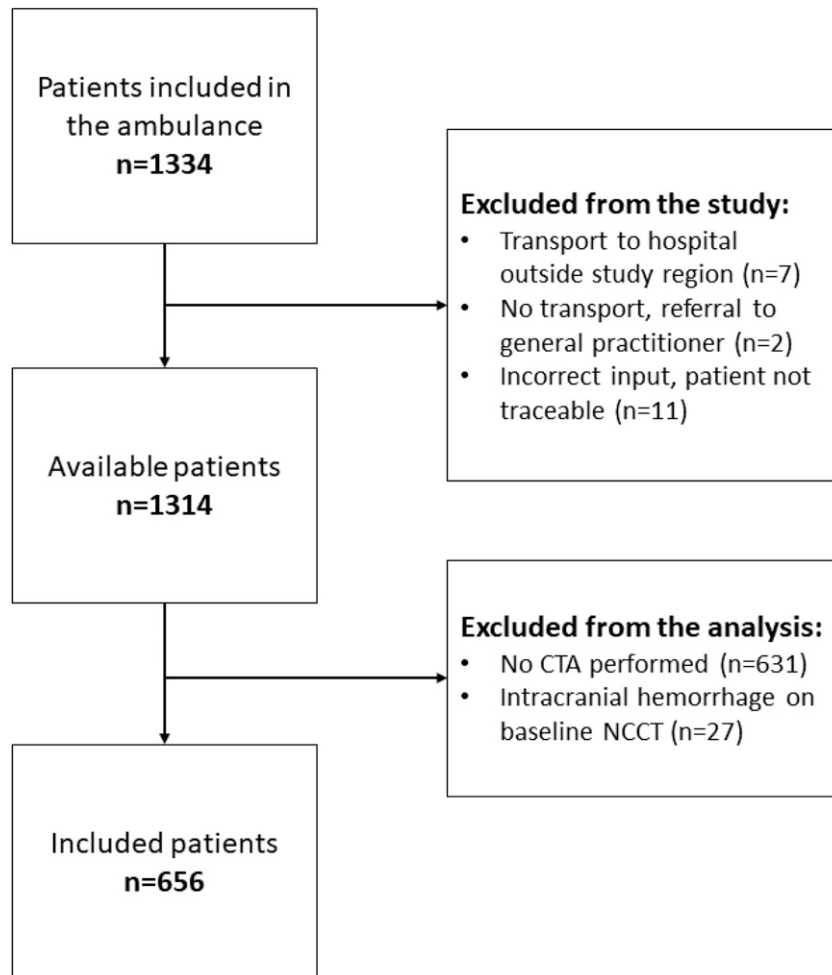 Patients included in
the ambulance
n=1334
Excluded from the study:
• Transport to hospital
outside study region (n=7)
• No transport, referral to
general practitioner (n=2)
• Incorrect input, patient not
traceable (n=11)
Available patients
n=1314
Excluded from the analysis:
• No CTA performed (n=631)
• Intracranial hemorrhage on
baseline NCCT (n=27)
Included patients
n=656